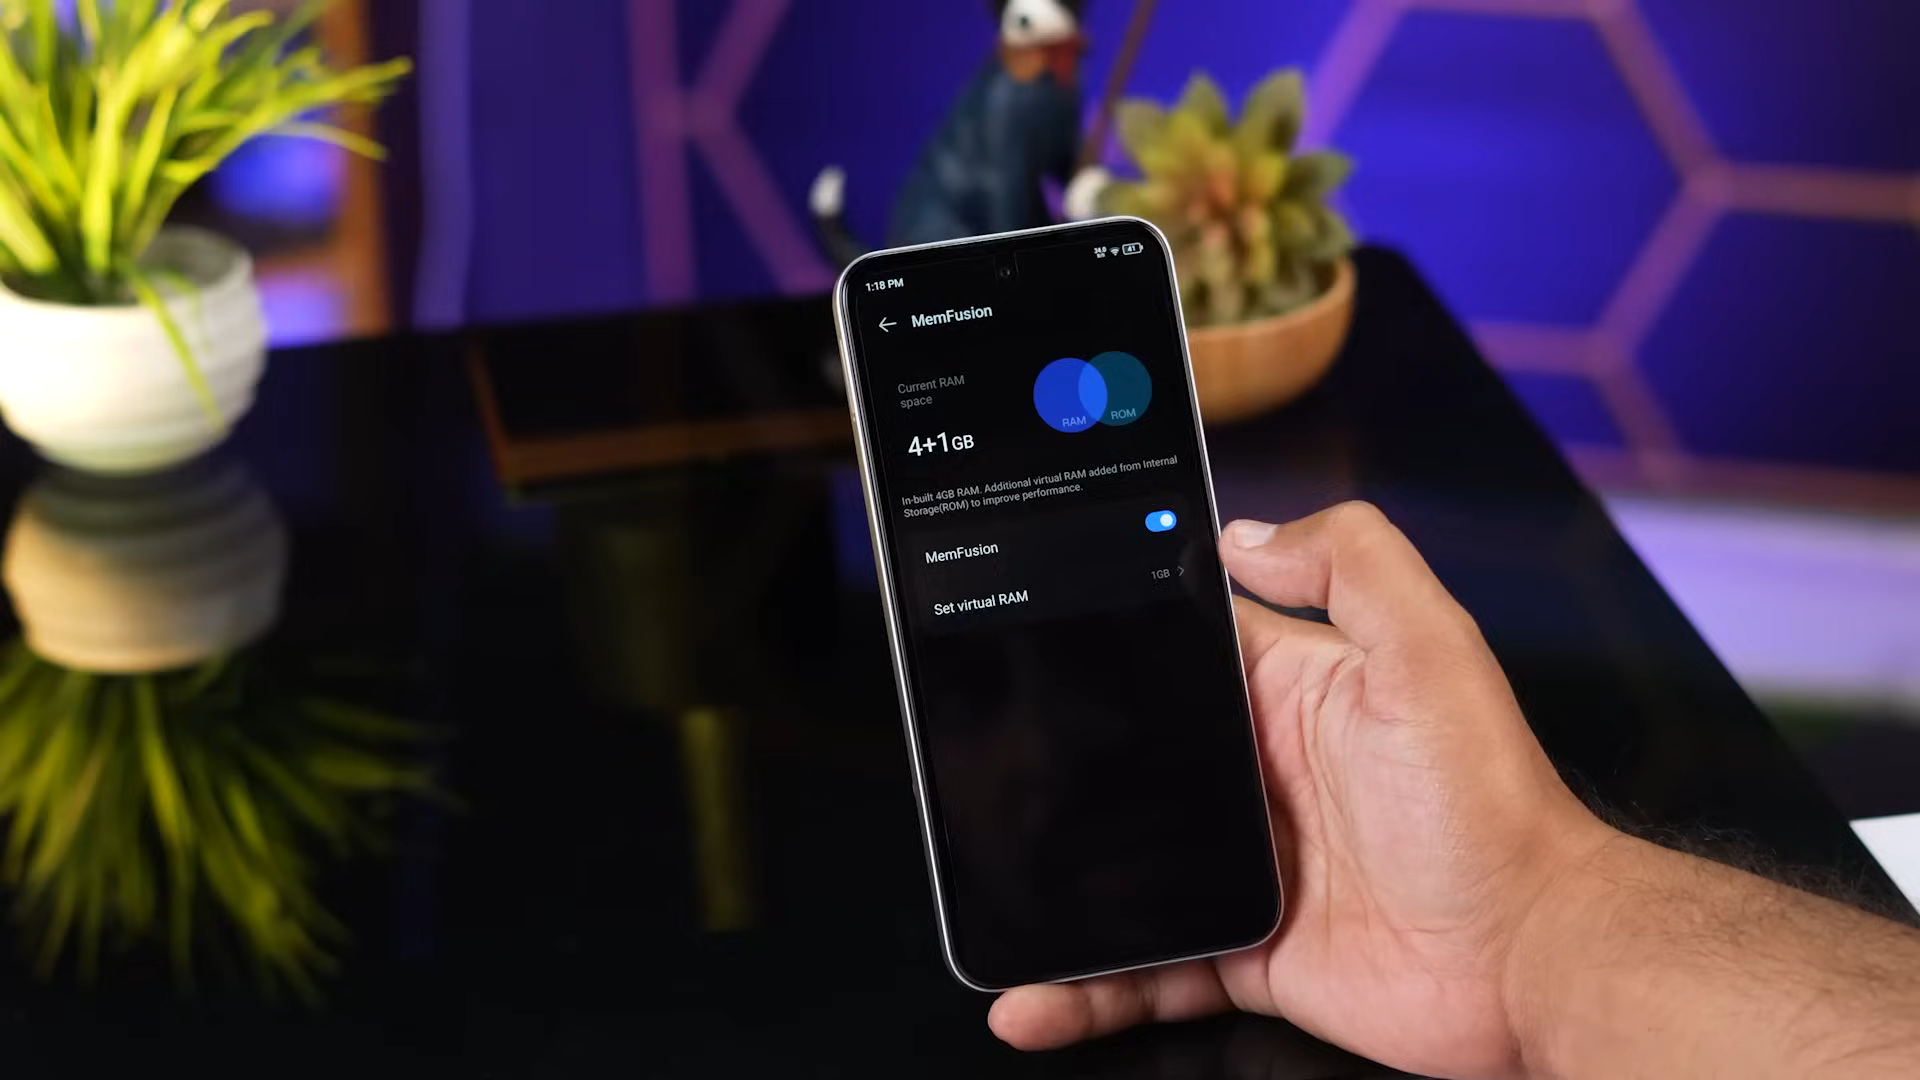 1:18 PM
41
MemFusion
Current RAM
space
4+1GB
RAM
ROM
In-built 4GB RAM. Additional virtual RAM added from Internal
Storage(ROM) to improve performance.
MemFusion
Set virtual RAM
1GB